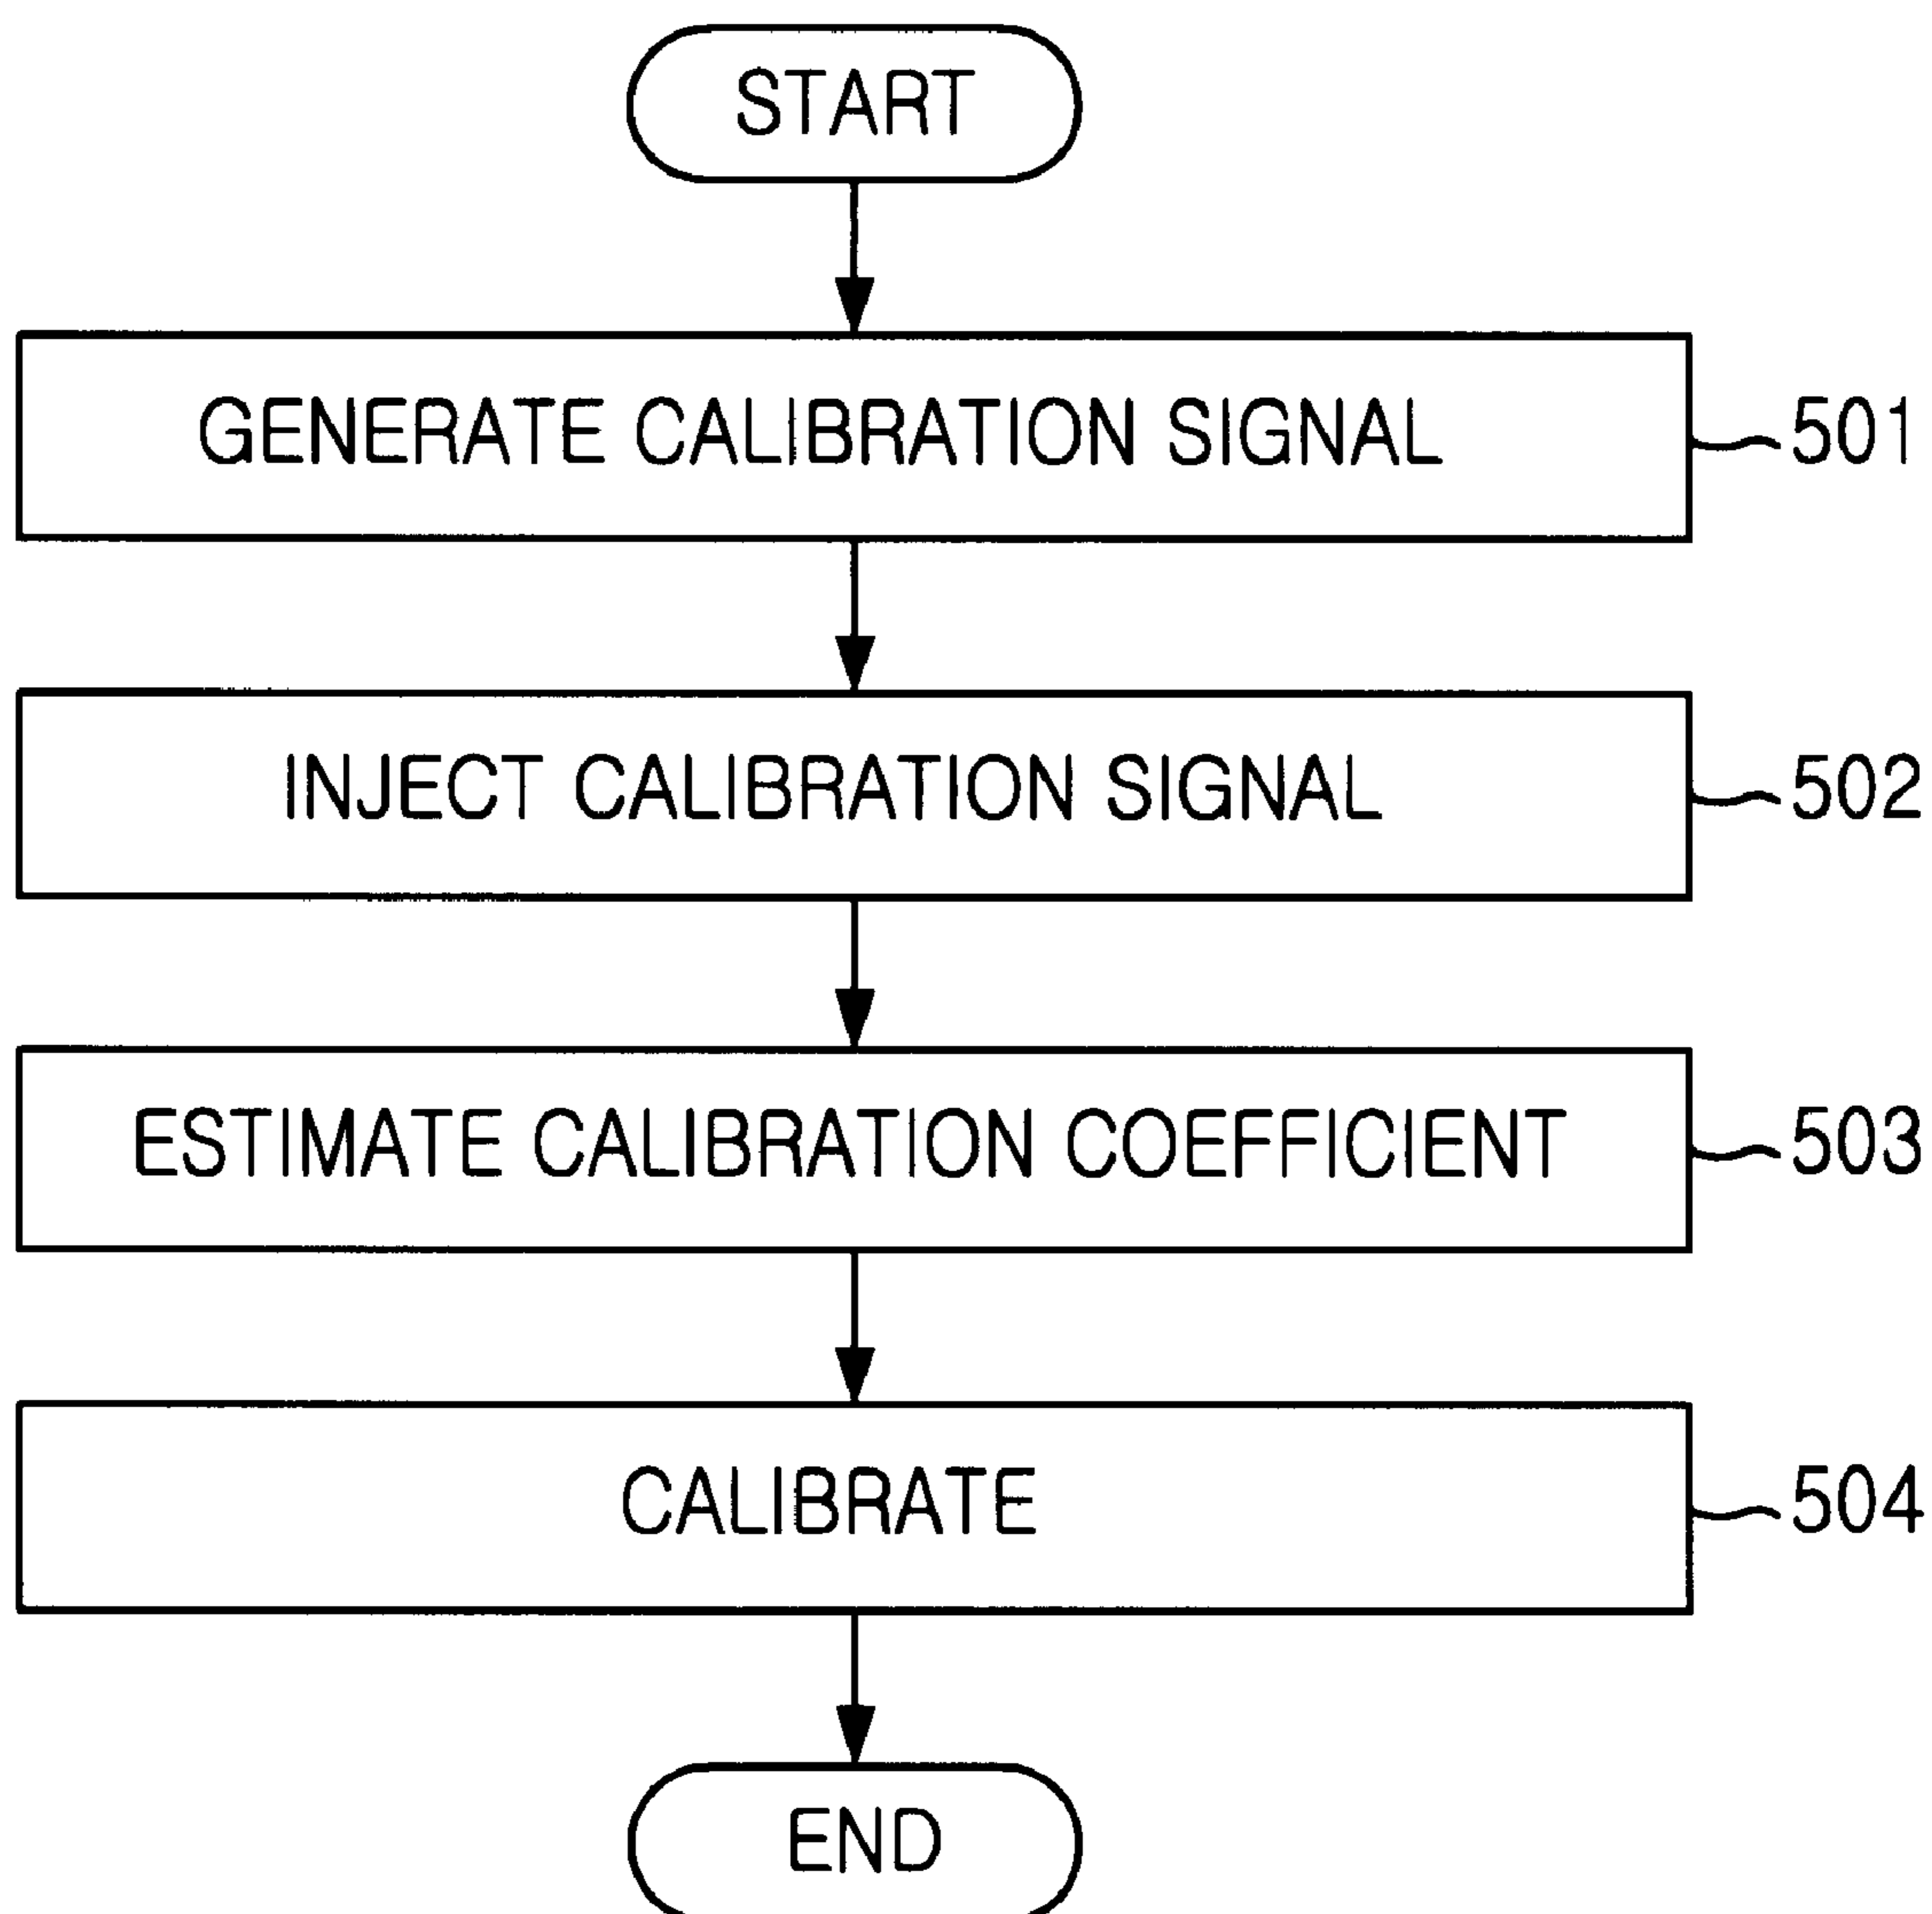 START
GENERATE CALIBRATION SIGNAL
501
INJECT CALIBRATION SIGNAL
502
ESTIMATE CALIBRATION COEFFICIENT
503
CALIBRATE
504
END